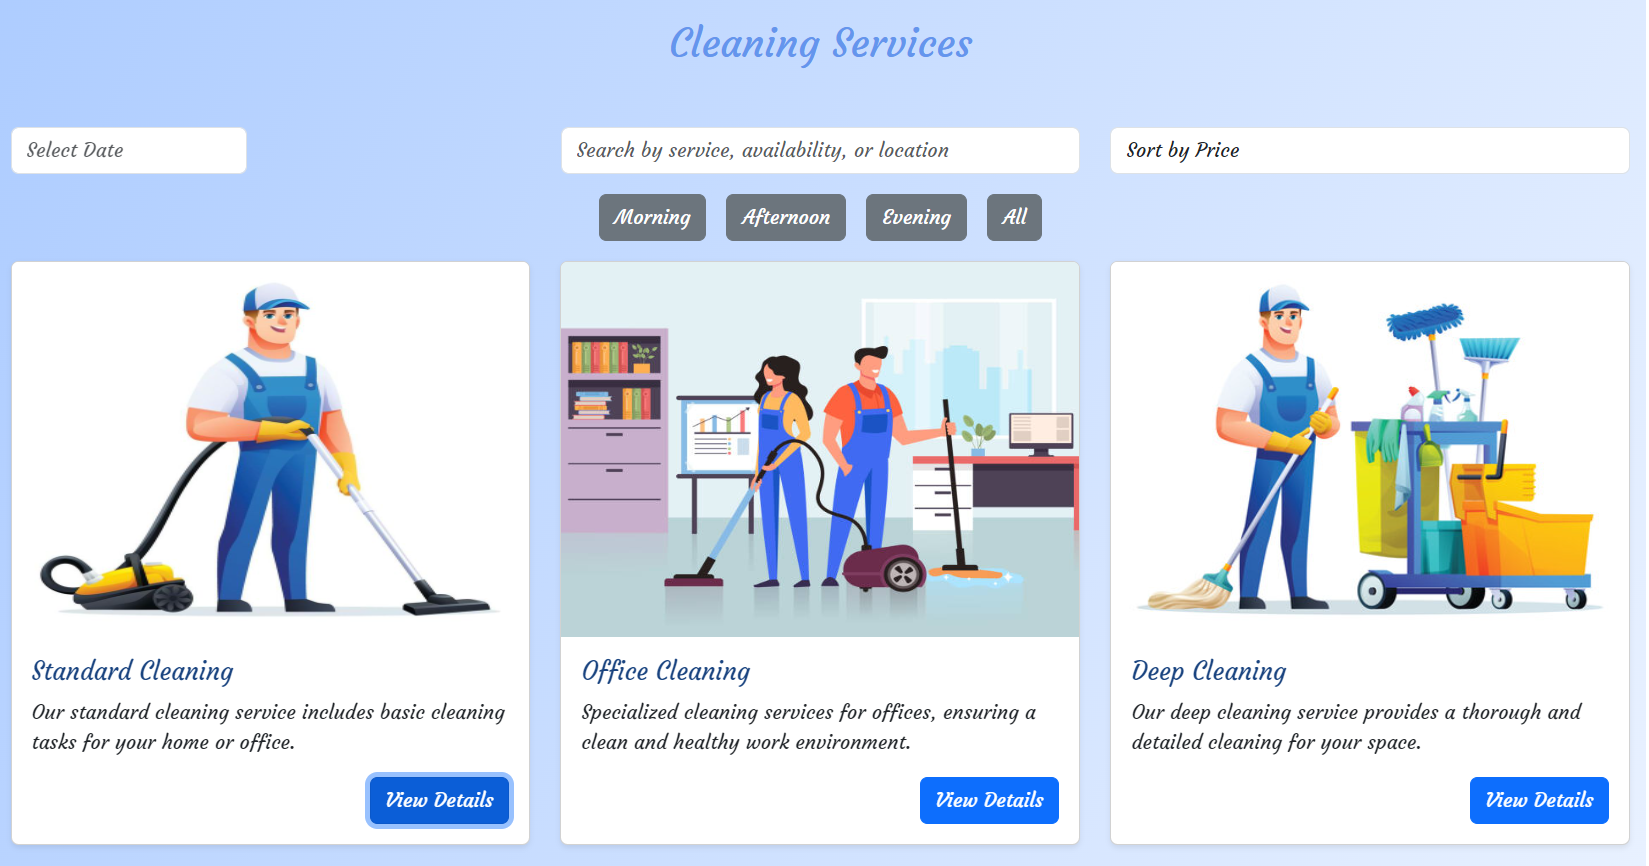 Cleaning Services
Select Date
Search by service, availability, or location
Sort by Price
Morning
Afternoon
Evening
All
Standard Cleaning
Our standard cleaning service includes basic cleaning
tasks for your home or office.
View Details
Office Cleaning
Specialized cleaning services for offices, ensuring a
clean and healthy work environment.
View Details
Deep Cleaning
Our deep cleaning service provides a thorough and
detailed cleaning for your space.
View Details